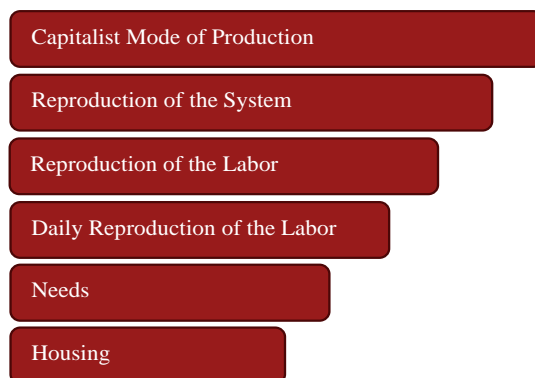 Capitalist Mode of Production
Reproduction of the System
Reproduction of the Labor
Daily Reproduction of the Labor
Needs
Housing